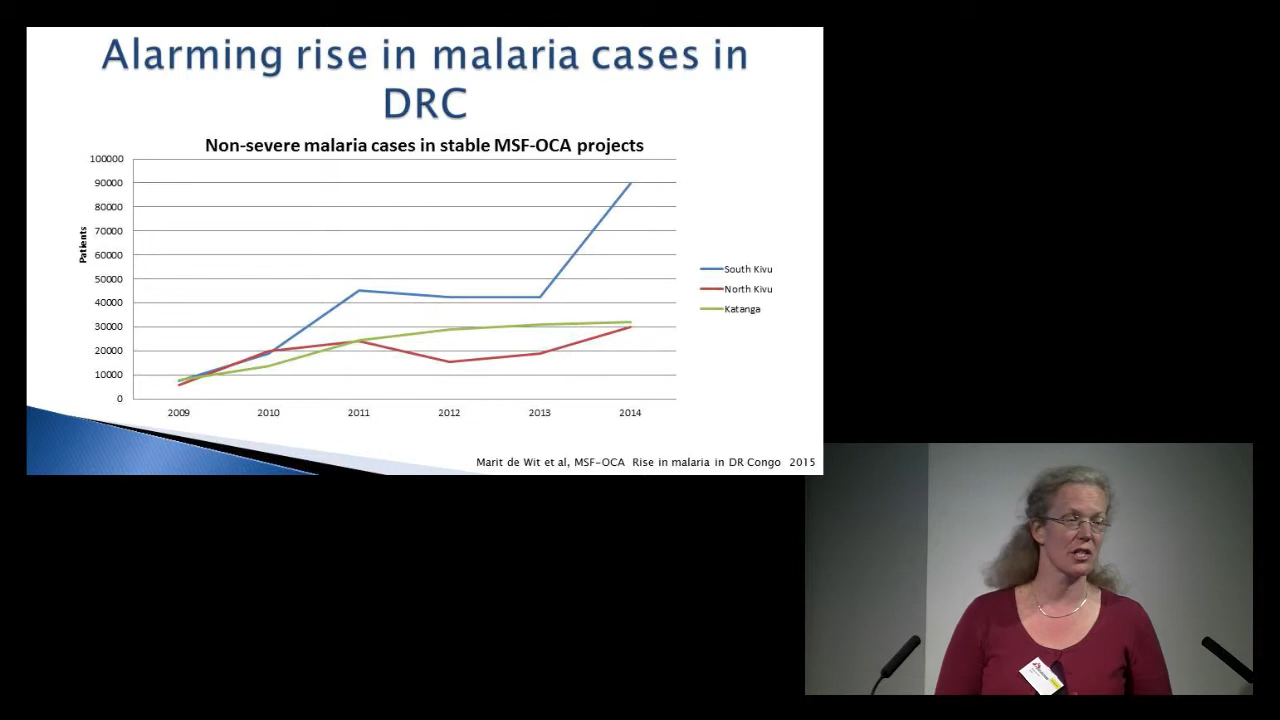 Alarming rise in malaria cases in
DRC
Non-severe malaria cases in stable MSF-OCA projects
100000
90000
80000
70000
60000
50000
40000
30000
20000
10000
0
Patients
2009
2010
2011
2012
2013
2014
South Kivu
North Kivu
Katanga
Marit de Wit et al, MSF-OCA Rise in malaria in DR Congo 2015